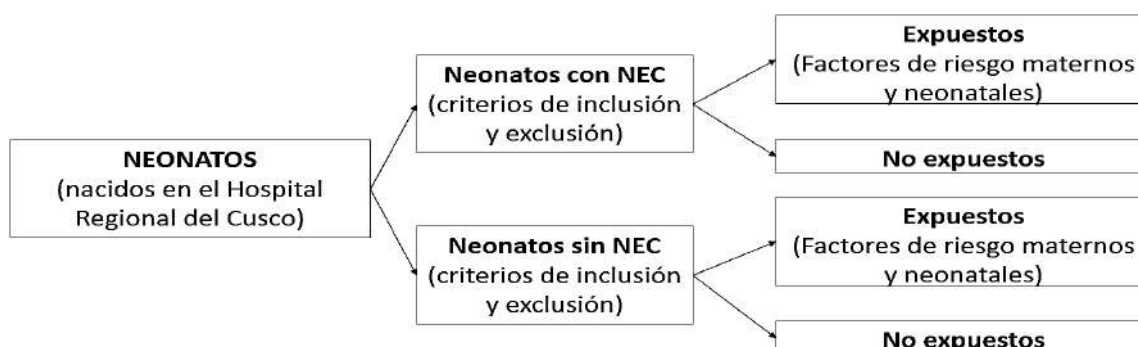 NEONATOS
(nacidos en el Hospital
Regional del Cusco)
Neonatos con NEC
(criterios de inclusión
y exclusión)
Neonatos sin NEC
(criterios de inclusión
y exclusión)
Expuestos
(Factores de riesgo maternos
y neonatales)
No expuestos
Expuestos
(Factores de riesgo maternos
y neonatales)
No expuestos